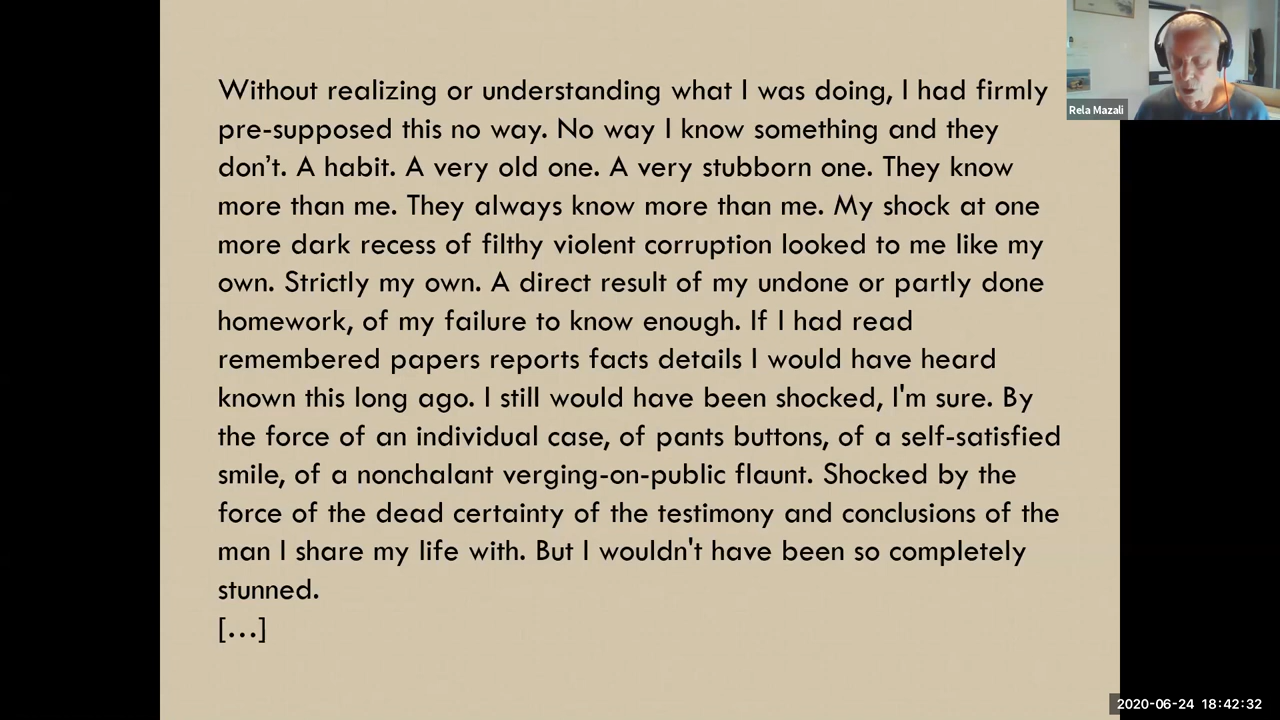 Without realizing or understanding what I was doing, I had firmly
pre-supposed this no way. No way I know something and they
don’t. A habit. A very old one. A very stubborn one. They know
more than me. They always know more than me. My shock at one
more dark recess of filthy violent corruption looked to me like my
own. Strictly my own. A direct result of my undone or partly done
homework, of my failure to know enough. If I had read
remembered papers reports facts details I would have heard
known this long ago. I still would have been shocked, I'm sure. By
the force of an individual case, of pants buttons, of a self-satisfied
smile, of a nonchalant verging-on-public flaunt. Shocked by the
force of the dead certainty of the testimony and conclusions of the
man I share my life with. But I wouldn't have been so completely
stunned.
[…]
Rela Mazali
2020-06-24 18:42:32